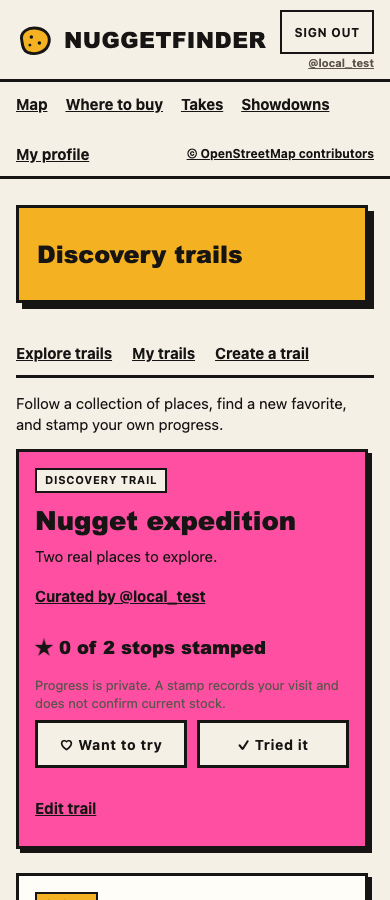 NUGGETFINDER
SIGN OUT
@local_test
Map Where to buy Takes Showdowns
My profile © OpenStreetMap contributors
Discovery trails
Explore trails My trails Create a trail
Follow a collection of places, find a new favorite,
and stamp your own progress.
DISCOVERY TRAIL
Nugget expedition
Two real places to explore.
Curated by @local_test
★ 0 of 2 stops stamped
Progress is private. A stamp records your visit and
does not confirm current stock.
♡ Want to try ✓ Tried it
Edit trail